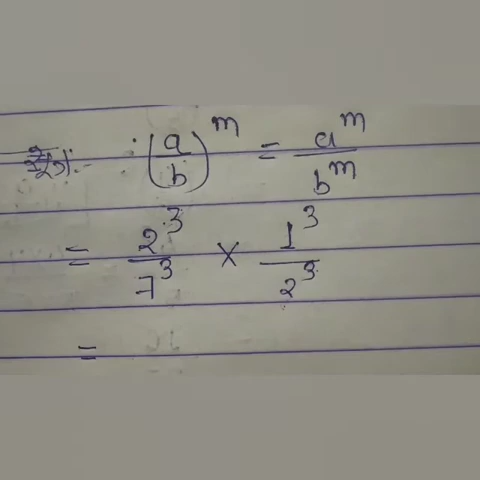 ∴ (a/b)^m = a^m/b^m
= 2^3/7^3 × 1^3/2^3
=